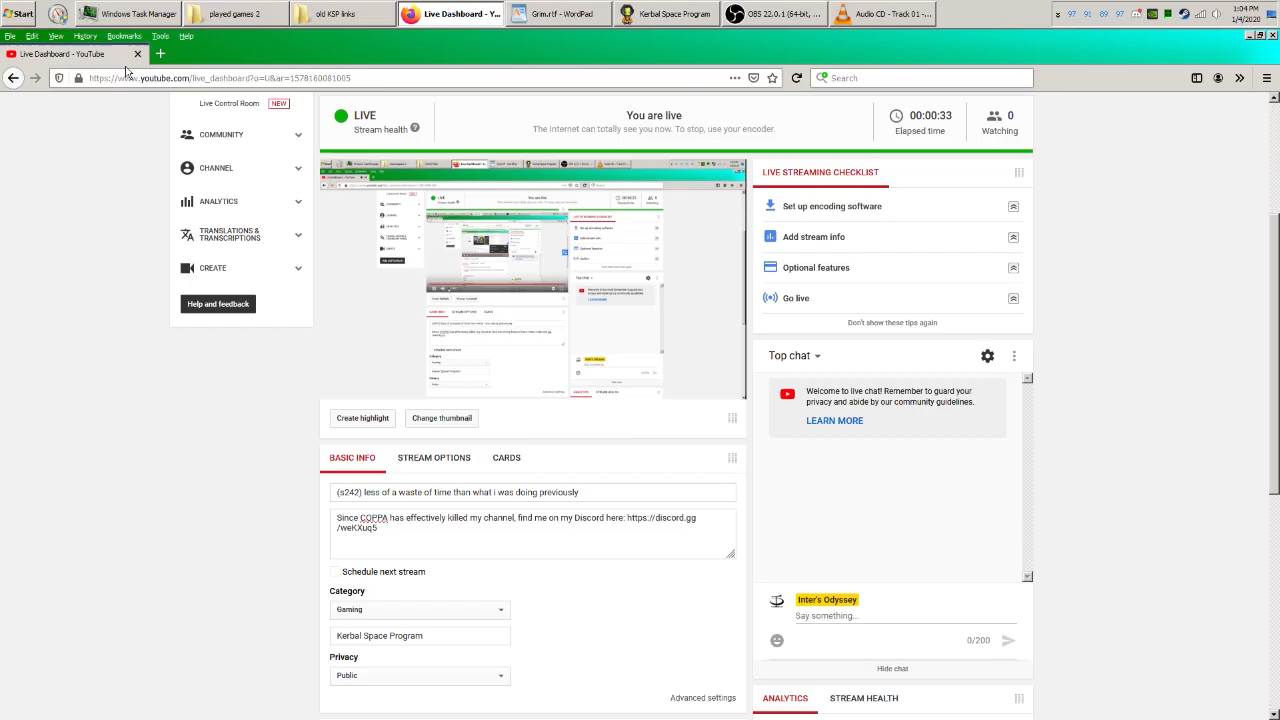 Start
Windows Task Manager
played games 2
old KSP links
Live Dashboard - Y...
Grim.rtf - WordPad
Kerbal Space Program
OBS 22.0.1 (64-bit, ...
Audio CD - Track 01 -...
97 91 89 97
1:04 PM
1/4/2020
File Edit View History Bookmarks Tools Help
Live Dashboard - YouTube
youtube.com/live_dashboard?o=U&ar=1578160081005
Search
Live Control Room NEW
COMMUNITY
CHANNEL
ANALYTICS
TRANSLATIONS &
TRANSCRIPTIONS
CREATE
Help and feedback
LIVE
Stream health
You are live
The Internet can totally see you now. To stop, use your encoder.
00:00:33
Elapsed time
0
Watching
LIVE STREAMING CHECKLIST
Set up encoding software
Add stream info
Optional features
Go live
Don't show these tips again
Create highlight
Change thumbnail
BASIC INFO STREAM OPTIONS CARDS
(s242) less of a waste of time than what i was doing previously
Since COPPA has effectively killed my channel, find me on my Discord here: https://discord.gg
/weKXuq5
Schedule next stream
Category
Gaming
Kerbal Space Program
Privacy
Public
Advanced settings
Top chat
Welcome to live chat! Remember to guard your
privacy and abide by our community guidelines.
LEARN MORE
Inter's Odyssey
Say something...
0/200
Hide chat
ANALYTICS STREAM HEALTH